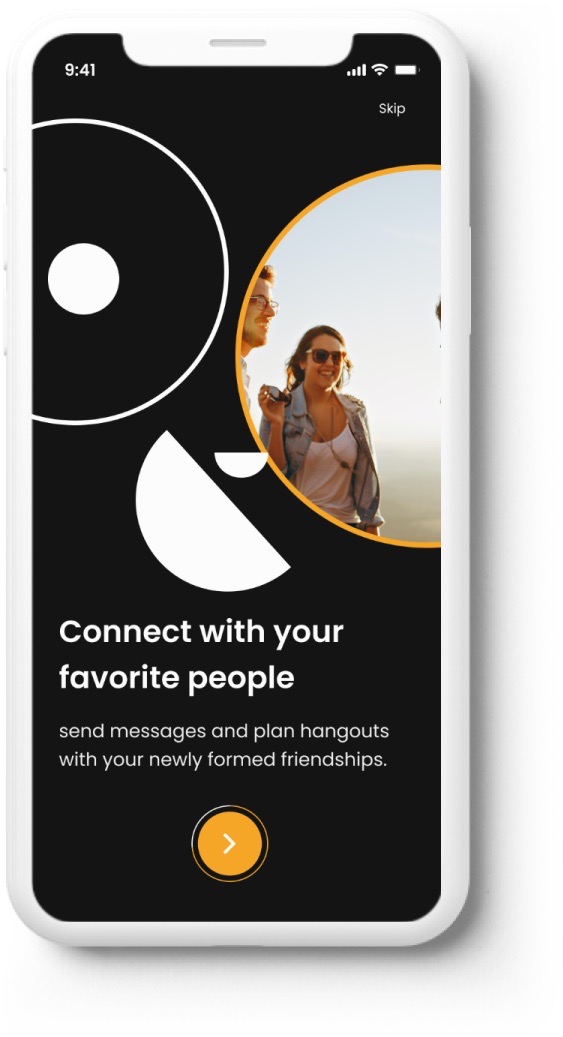 9:41
Skip
Connect with your
favorite people
send messages and plan hangouts
with your newly formed friendships.